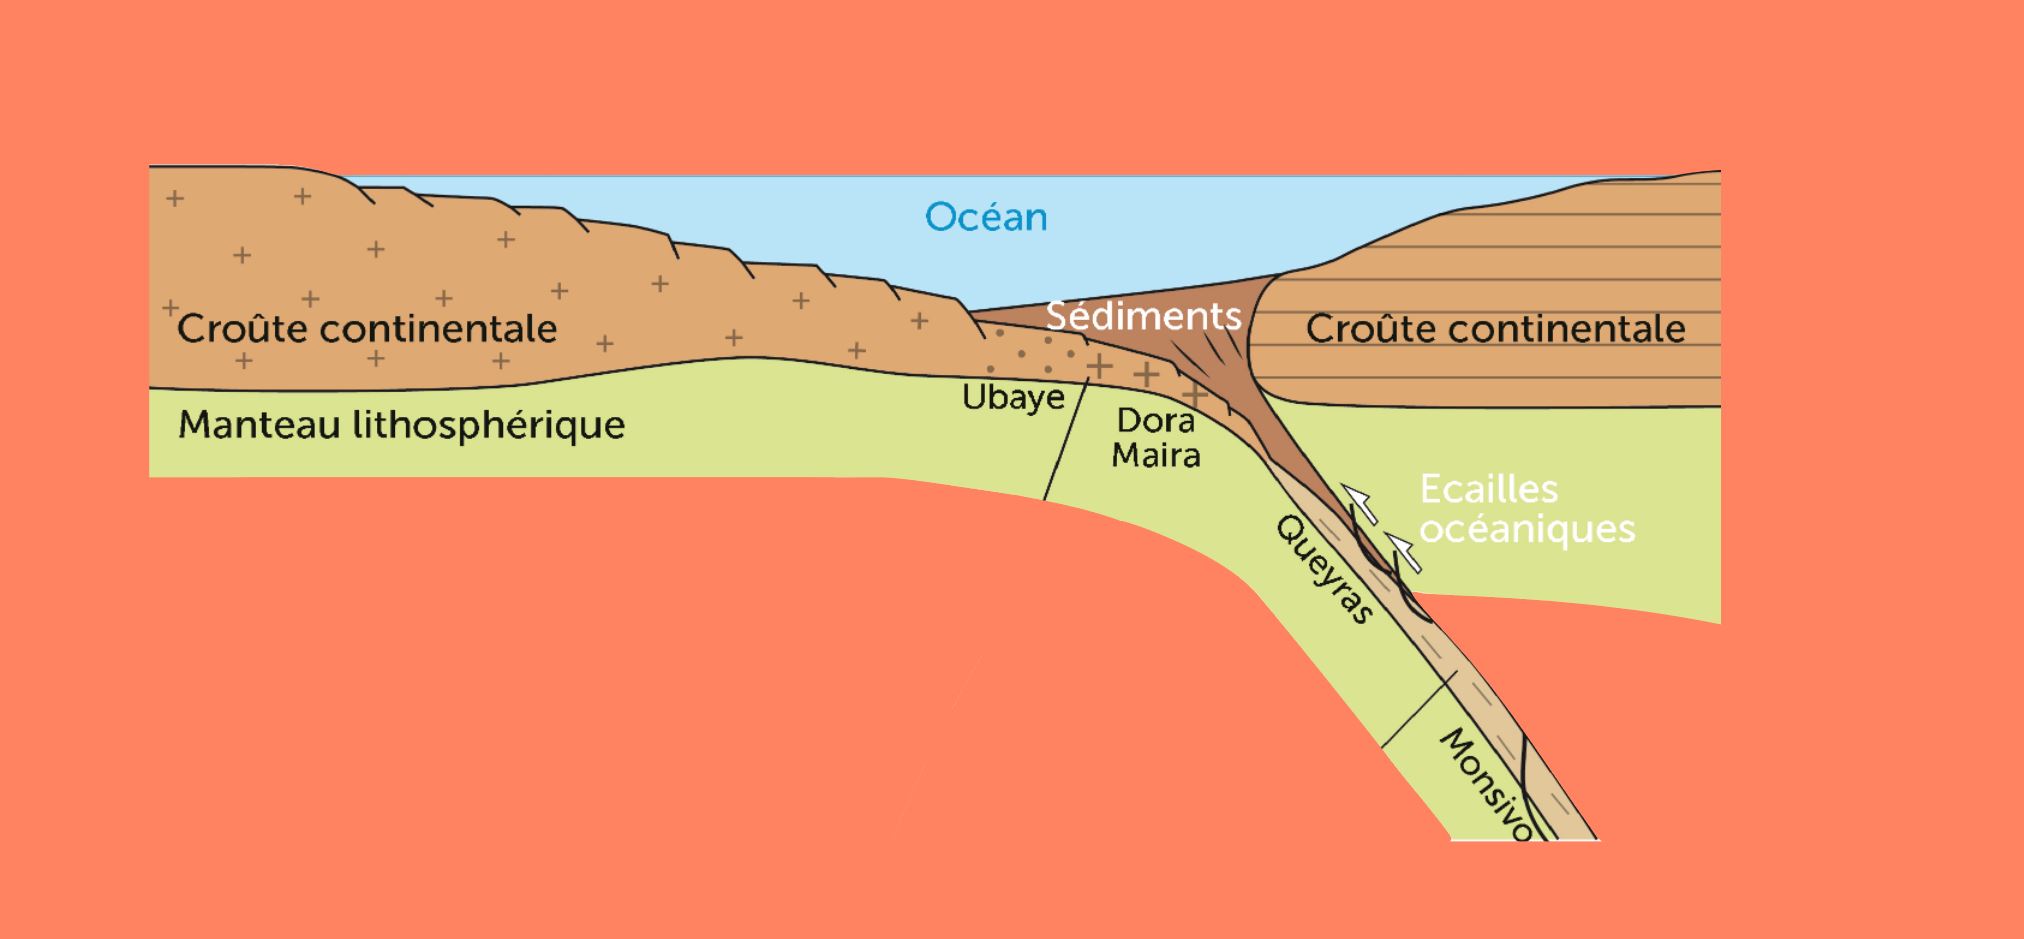 Océan
Sédiments
Croûte continentale
Croûte continentale
Ubaye
Manteau lithosphérique
Dora
Maira
Ecailles
océaniques
Queyras
Monsivo